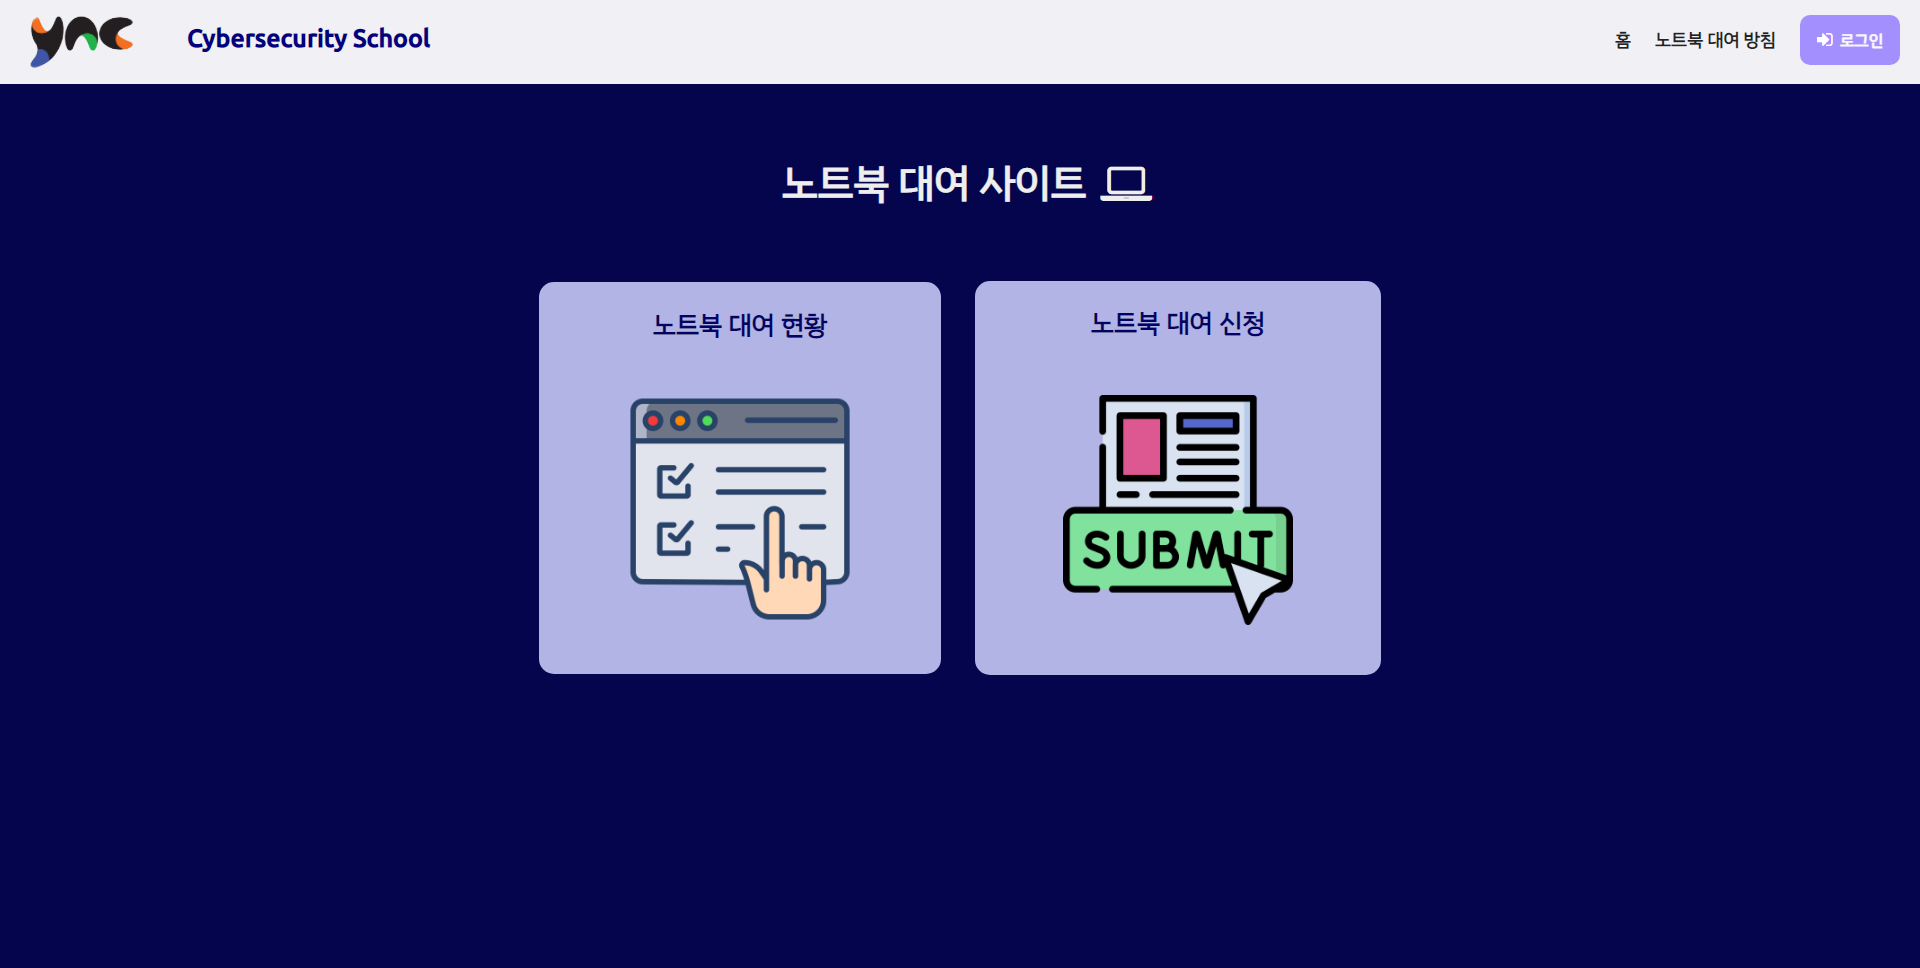 ync
Cybersecurity School
홈
노트북 대여 방침
로그인
노트북 대여 사이트
노트북 대여 현황
노트북 대여 신청
SUBMIT